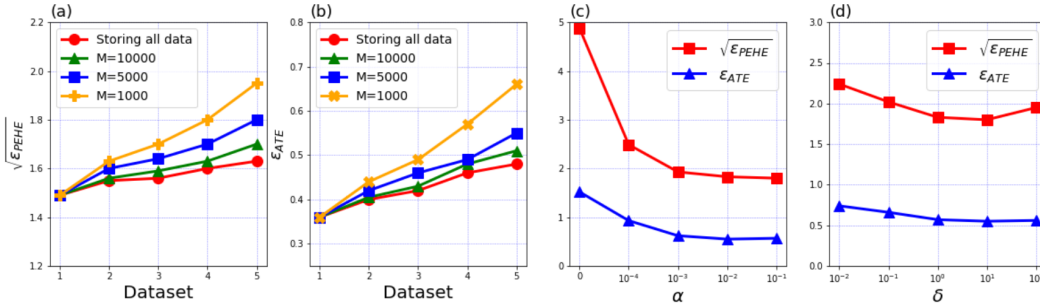 (a)
2.2
2.0
1.8
1.6
1.4
1.2
√ε_PEHE
Storing all data
M=10000
M=5000
M=1000
1 2 3 4 5
Dataset
(b)
0.8
0.7
0.6
0.5
0.4
0.3
ε_ATE
Storing all data
M=10000
M=5000
M=1000
1 2 3 4 5
Dataset
(c)
5
4
3
2
1
0
√ε_PEHE
ε_ATE
0 10⁻⁴ 10⁻³ 10⁻² 10⁻¹
α
(d)
3.0
2.5
2.0
1.5
1.0
0.5
0.0
√ε_PEHE
ε_ATE
10⁻² 10⁻¹ 10⁰ 10¹
δ